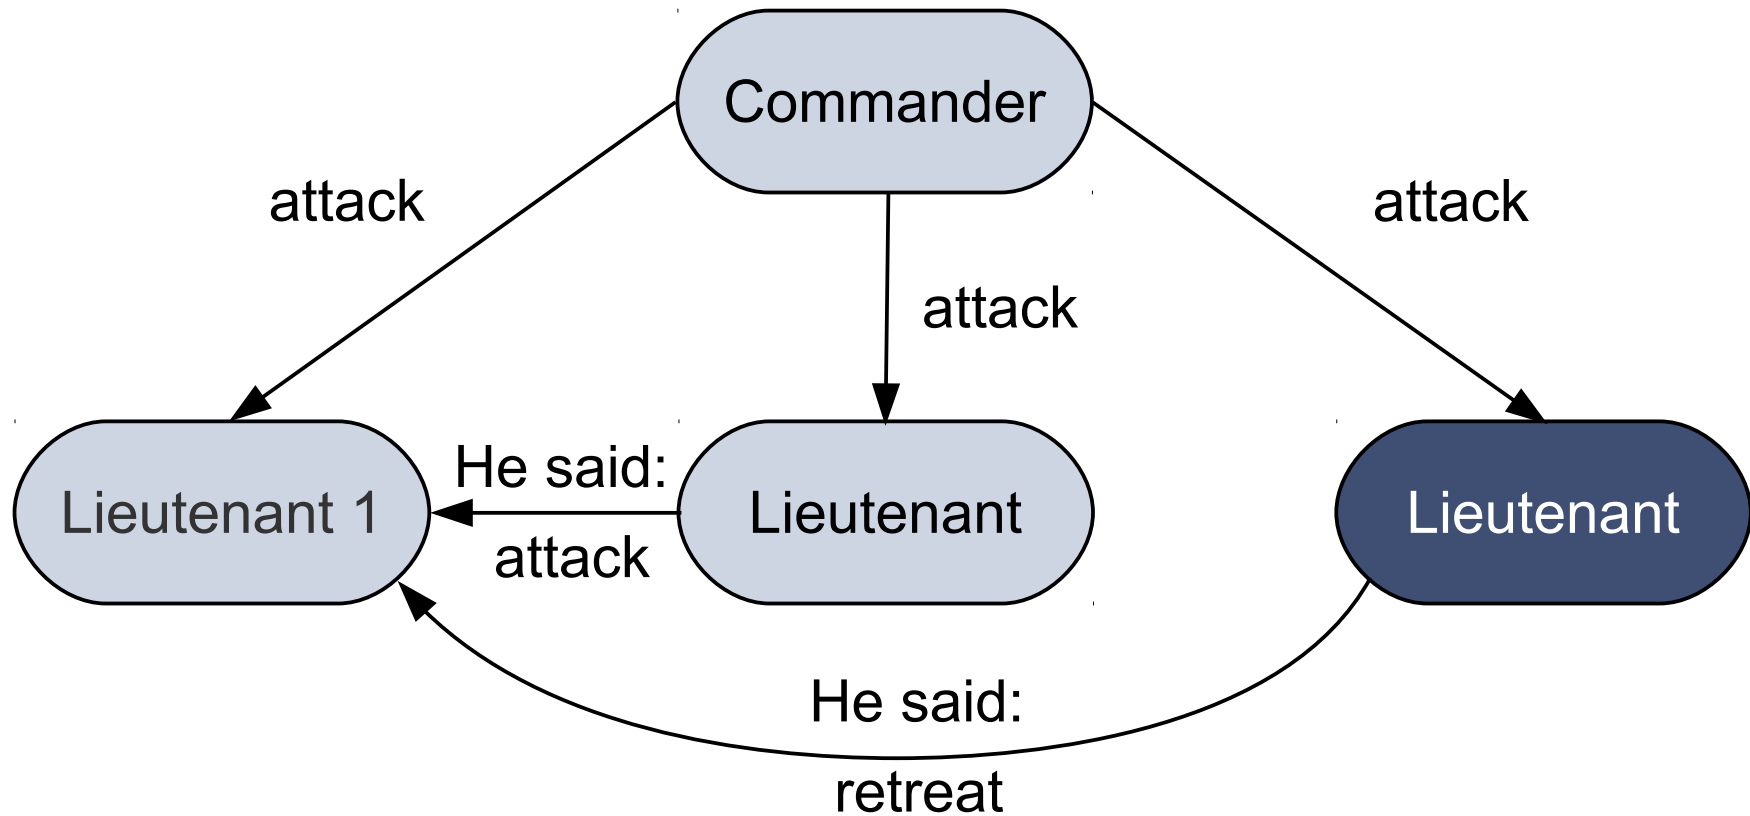 Commander
attack
attack
attack
He said:
Lieutenant 1
Lieutenant
Lieutenant
attack
He said:
retreat